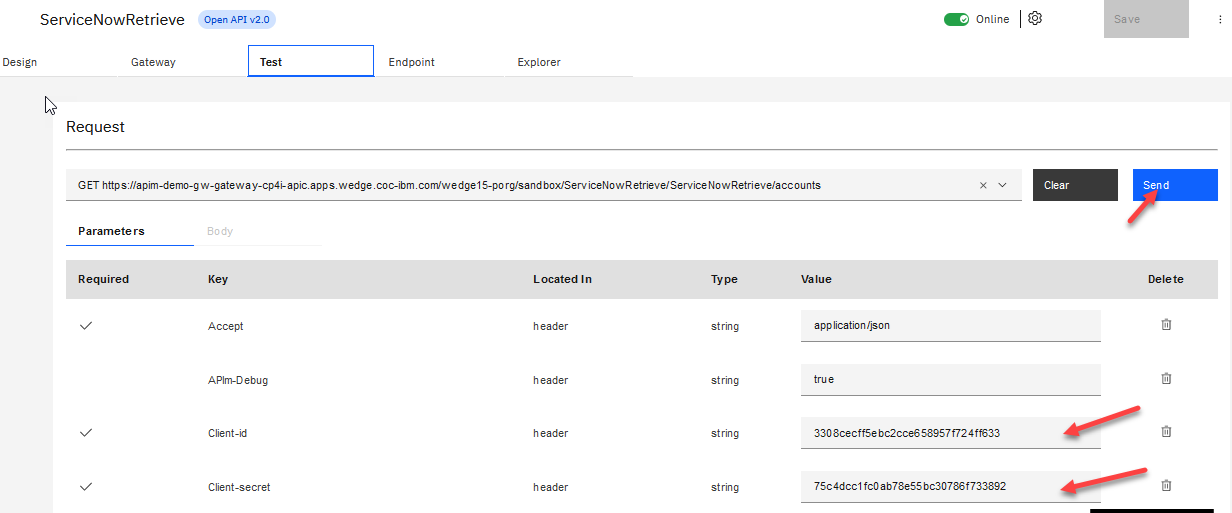 ServiceNowRetrieve Open API v2.0 Online Save
Design Gateway Test Endpoint Explorer
Request
GET https://apim-demo-gw-gateway-cp4i-apic.apps.wedge.coc-ibm.com/wedge15-porg/sandbox/ServiceNowRetrieve/ServiceNowRetrieve/accounts Clear Send
Parameters Body
Required Key Located In Type Value Delete
Accept header string application/json
APIm-Debug header string true
Client-id header string 3308cecff5ebc2cce658957f724ff633
Client-secret header string 75c4dcc1fc0ab78e55bc30786f733892